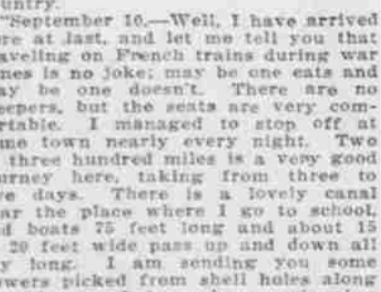 untry.
"September 10.—Well, I have arrived
re at last, and let me tell you that
aveling on French trains during war
mes is no joke; may be one eats and
ay be one doesn't. There are no
eepers, but the seats are very com-
rtable. I managed to stop off at
me town nearly every night. Two
three hundred miles is a very good
urney here, taking from three to
ve days. There is a lovely canal
ar the place where I go to school,
d boats 75 feet long and about 15
20 feet wide pass up and down all
y long. I am sending you some
owers picked from shell holes along